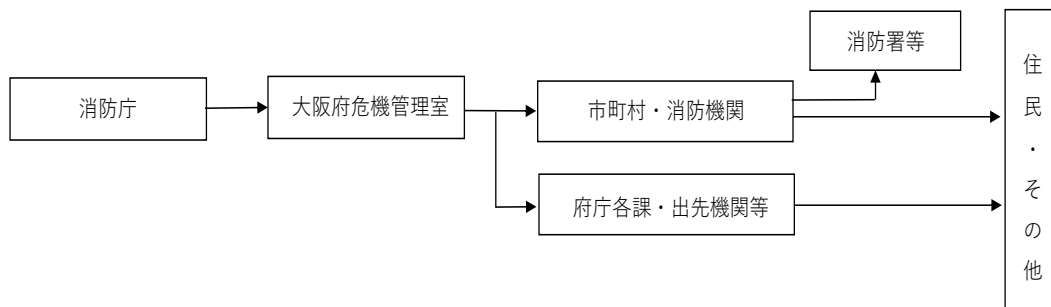 消防庁
大阪府危機管理室
市町村・消防機関
消防署等
府庁各課・出先機関等
住民・その他